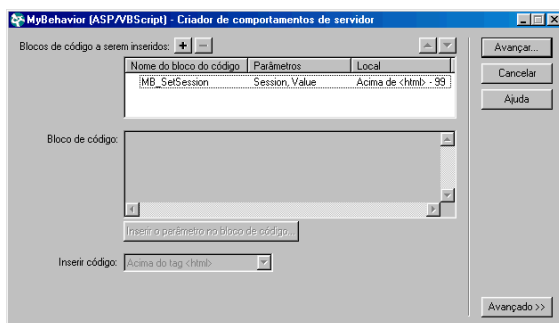 MyBehavior (ASP/VBScript) - Criador de comportamentos de servidor
Blocos de código a serem inseridos:
Avançar...
Nome do bloco do código Parâmetros Local
Cancelar
MB_SetSession Session, Value Acima de <html> - 99
Ajuda
Bloco de código:
Inserir o parâmetro no bloco de código...
Inserir código: Acima do tag <html>
Avançado >>